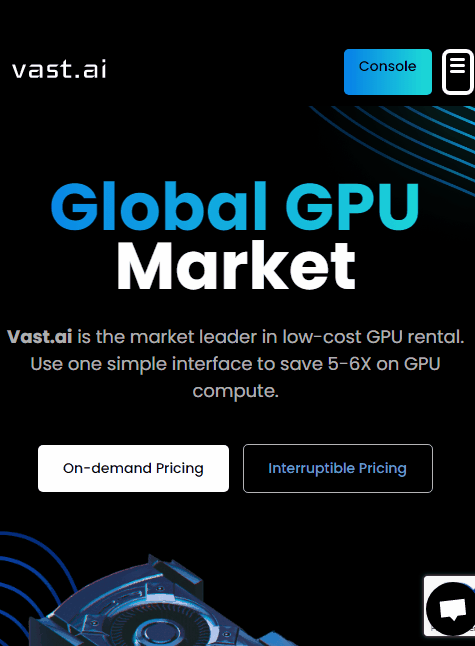 vast.ai
Console
Global GPU
Market
Vast.ai is the market leader in low-cost GPU rental.
Use one simple interface to save 5-6X on GPU
compute.
On-demand Pricing
Interruptible Pricing